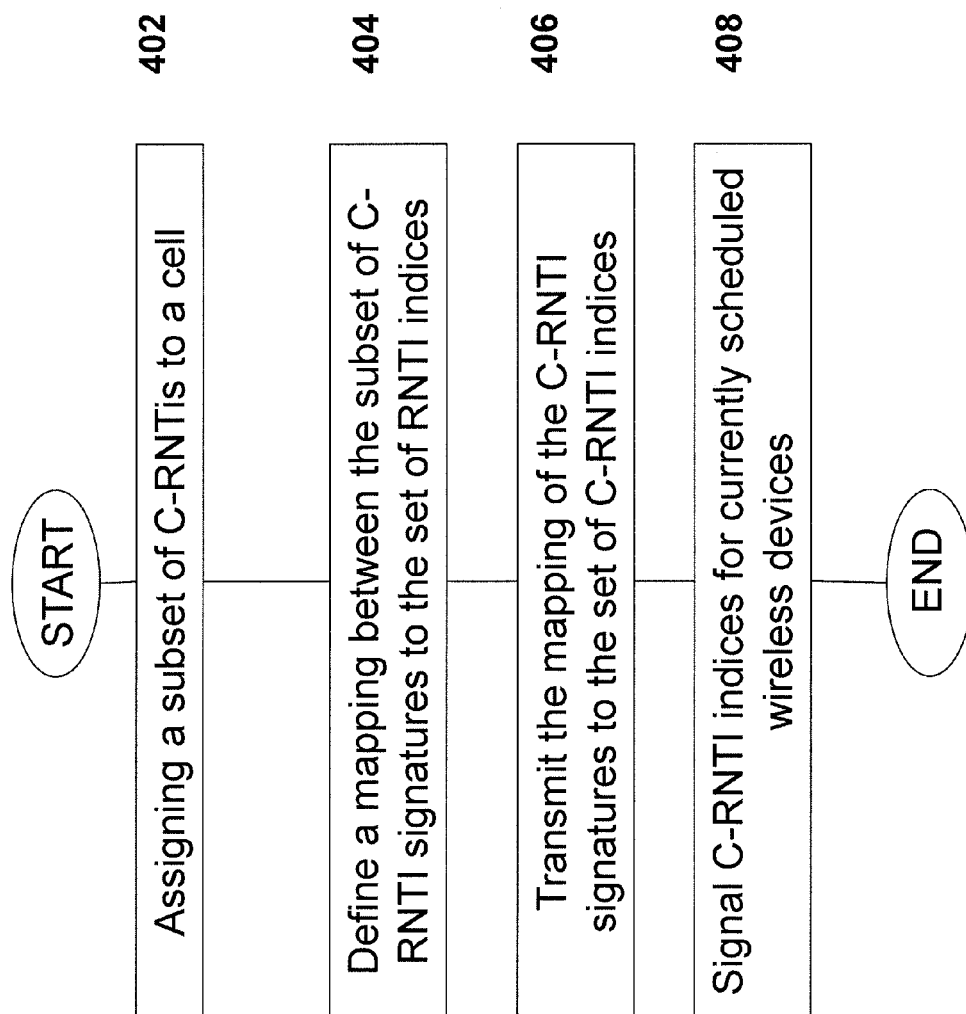 START
Assigning a subset of C-RNTIs to a cell
402
Define a mapping between the subset of C-
RNTI signatures to the set of RNTI indices
404
Transmit the mapping of the C-RNTI
signatures to the set of C-RNTI indices
406
Signal C-RNTI indices for currently scheduled
wireless devices
408
END